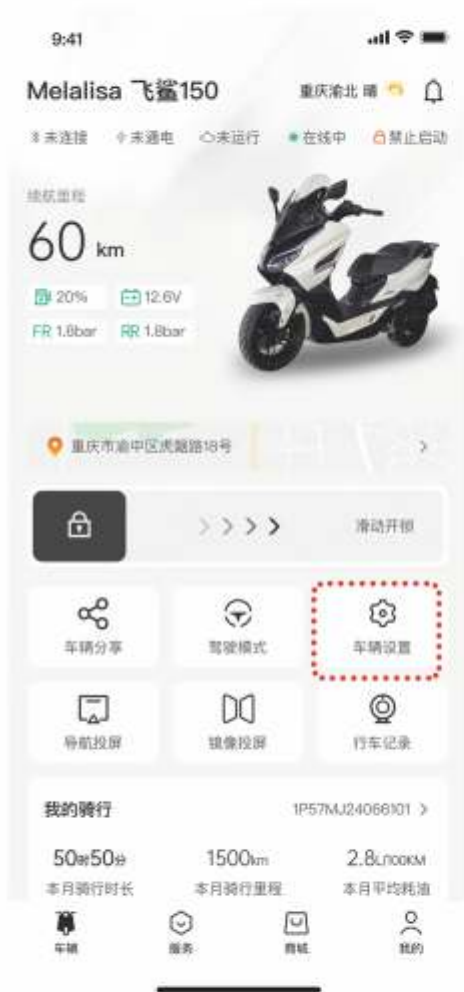 9:41
Melalisa 飞鲨150 重庆渝北 晴
未连接 未通电 未运行 在线中 禁止启动
续航里程
60 km
20% 12.6V
FR 1.8bar RR 1.8bar
重庆市渝中区虎踞路18号
滑动开锁
车辆分享 驾驶模式 车辆设置
导航投屏 镜像投屏 行车记录
我的骑行 1P57MJ24066101
50时50分 1500km 2.8L/100KM
本月骑行时长 本月骑行里程 本月平均耗油
车辆 服务 商城 我的